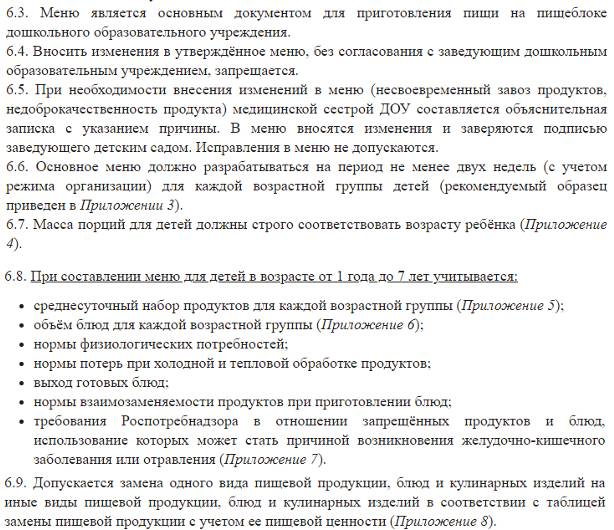 6.3. Меню является основным документом для приготовления пищи на пищеблоке
дошкольного образовательного учреждения.
6.4. Вносить изменения в утверждённое меню, без согласования с заведующим дошкольным
образовательным учреждением, запрещается.
6.5. При необходимости внесения изменений в меню (несвоевременный завоз продуктов,
недоброкачественность продукта) медицинской сестрой ДОУ составляется объяснительная
записка с указанием причины. В меню вносятся изменения и заверяются подписью
заведующего детским садом. Исправления в меню не допускаются.
6.6. Основное меню должно разрабатываться на период не менее двух недель (с учетом
режима организации) для каждой возрастной группы детей (рекомендуемый образец
приведен в Приложении 3).
6.7. Масса порций для детей должны строго соответствовать возрасту ребёнка (Приложение
4).
6.8. При составлении меню для детей в возрасте от 1 года до 7 лет учитывается:
• среднесуточный набор продуктов для каждой возрастной группы (Приложение 5);
• объём блюд для каждой возрастной группы (Приложение 6);
• нормы физиологических потребностей;
• нормы потерь при холодной и тепловой обработке продуктов;
• выход готовых блюд;
• нормы взаимозаменяемости продуктов при приготовлении блюд;
• требования Роспотребнадзора в отношении запрещённых продуктов и блюд,
использование которых может стать причиной возникновения желудочно-кишечного
заболевания или отравления (Приложение 7).
6.9. Допускается замена одного вида пищевой продукции, блюд и кулинарных изделий на
иные виды пищевой продукции, блюд и кулинарных изделий в соответствии с таблицей
замены пищевой продукции с учетом ее пищевой ценности (Приложение 8).